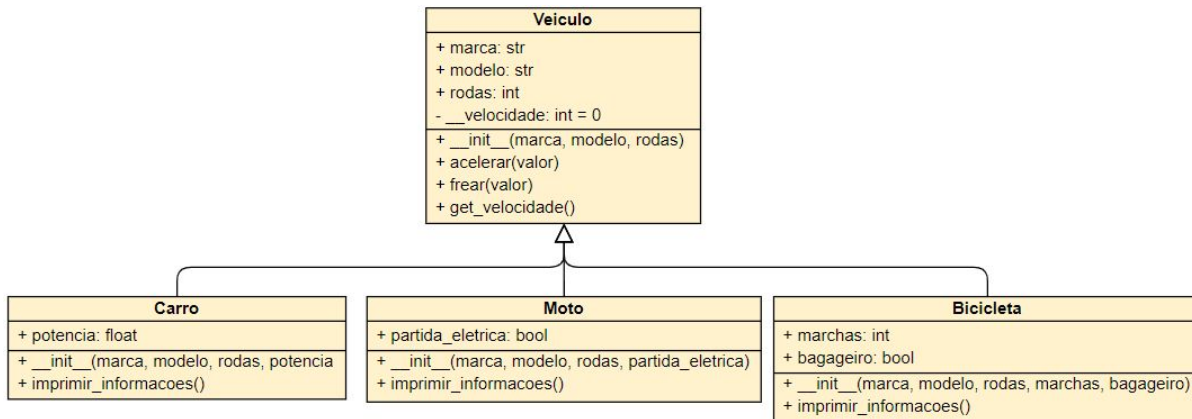 Veiculo
+ marca: str
+ modelo: str
+ rodas: int
- __velocidade: int = 0
+ __init__(marca, modelo, rodas)
+ acelerar(valor)
+ frear(valor)
+ get_velocidade()
Carro
+ potencia: float
+ __init__(marca, modelo, rodas, potencia
+ imprimir_informacoes()
Moto
+ partida_eletrica: bool
+ __init__(marca, modelo, rodas, partida_eletrica)
+ imprimir_informacoes()
Bicicleta
+ marchas: int
+ bagageiro: bool
+ __init__(marca, modelo, rodas, marchas, bagageiro)
+ imprimir_informacoes()